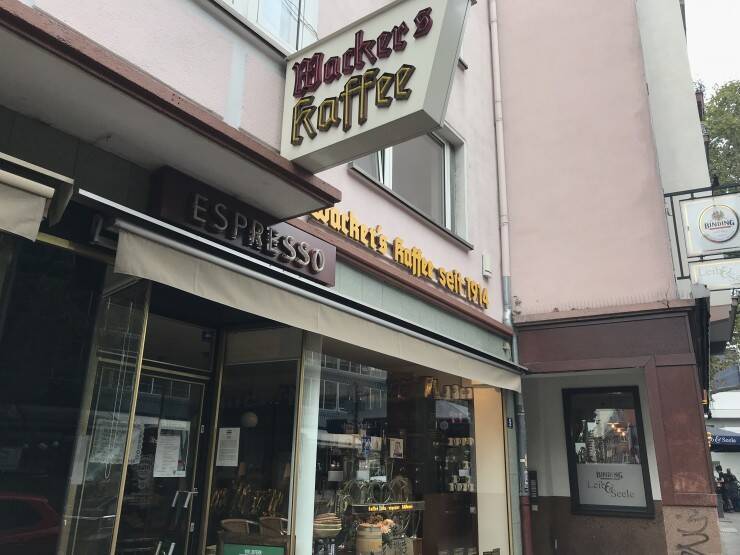 Wacker's
Kaffee
ESPRESSO
Wacker's Kaffee seit 1914
BINDING
Leib&
BINDING
Leib & Seele
& Seele